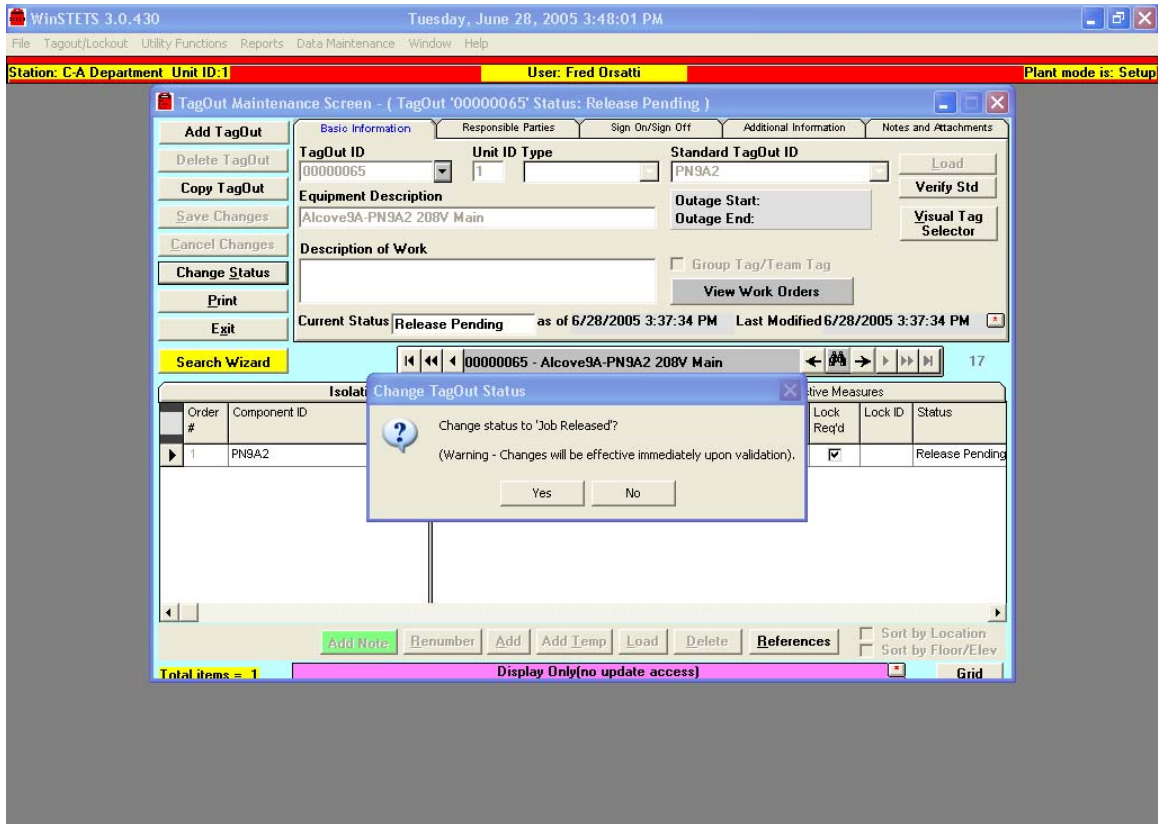 WinSTETS 3.0.430 Tuesday, June 28, 2005 3:48:01 PM
File Tagout/Lockout Utility Functions Reports Data Maintenance Window Help
Station: C-A Department Unit ID:1 User: Fred Orsatti Plant mode is: Setup
TagOut Maintenance Screen - ( TagOut '00000065' Status: Release Pending )
Add TagOut
Delete TagOut
Copy TagOut
Save Changes
Cancel Changes
Change Status
Print
Exit
Search Wizard
Basic Information Responsible Parties Sign On/Sign Off Additional Information Notes and Attachments
TagOut ID Unit ID Type Standard TagOut ID
00000065 1 PN9A2
Load
Verify Std
Visual Tag
Selector
Equipment Description
Alcove9A-PN9A2 208V Main
Outage Start:
Outage End:
Description of Work
Group Tag/Team Tag
View Work Orders
Current Status Release Pending as of 6/28/2005 3:37:34 PM Last Modified 6/28/2005 3:37:34 PM
00000065 - Alcove9A-PN9A2 208V Main 17
Isolati tive Measures
Order
#
Component ID
Lock
Req'd
Lock ID
Status
1 PN9A2 Release Pending
Change TagOut Status
Change status to 'Job Released'?
(Warning - Changes will be effective immediately upon validation).
Yes No
Add Note Renumber Add Add Temp Load Delete References
Sort by Location
Sort by Floor/Elev
Total items = 1 Display Only(no update access) Grid